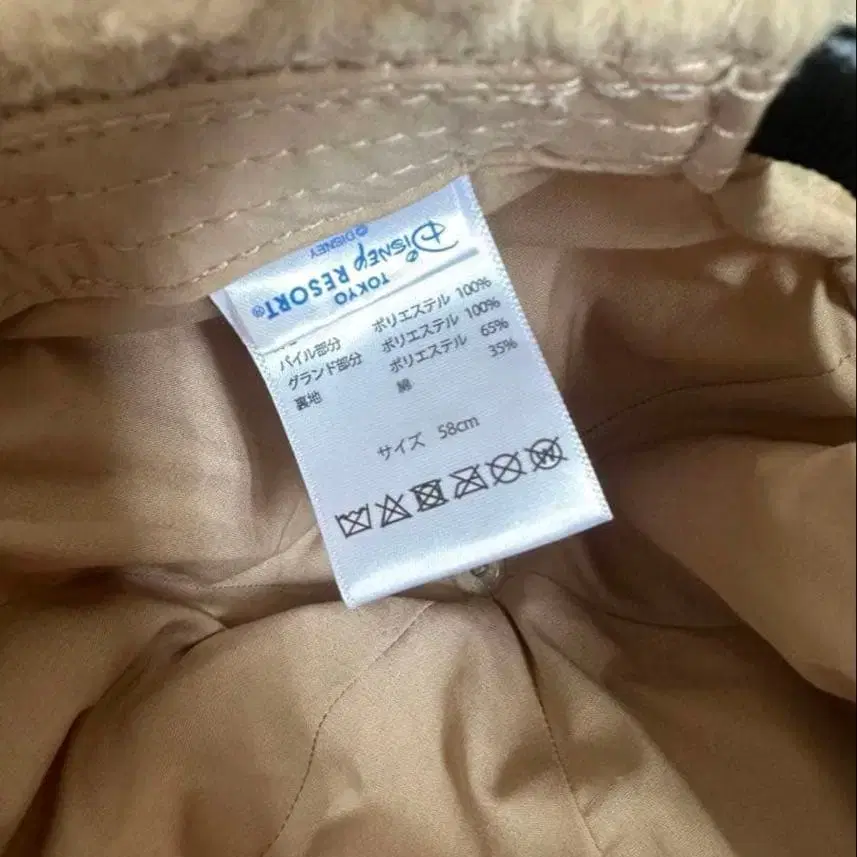 © DISNEY
TOKYO
Disney RESORT®
パイル部分 ポリエステル 100%
グランド部分 ポリエステル 100%
裏地 ポリエステル 65%
綿 35%
サイズ 58cm